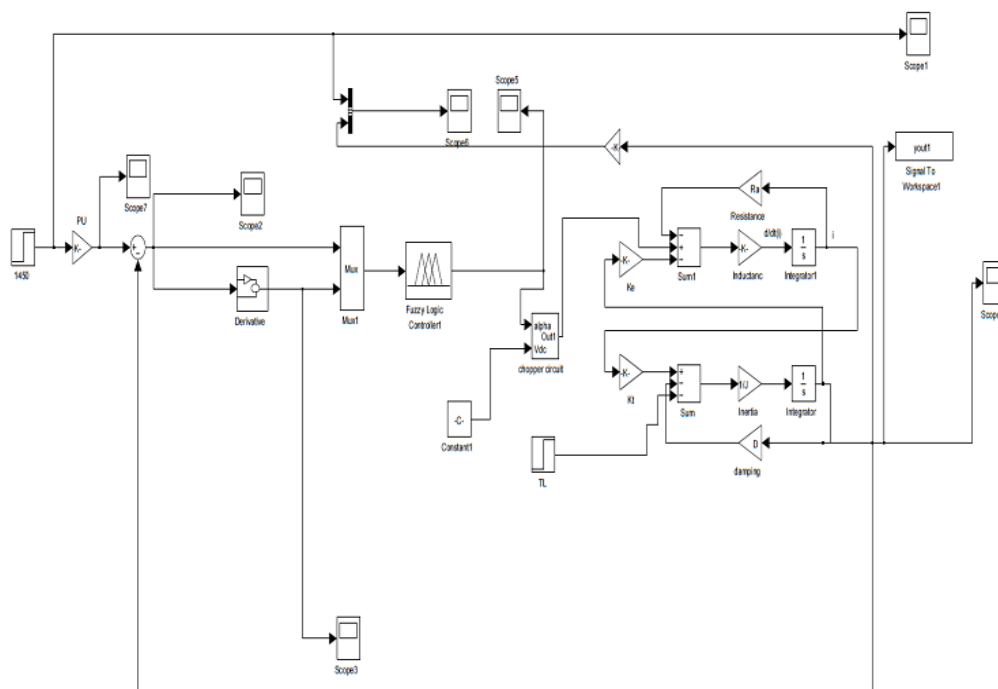 Scope1
Scope5
Scope6
-K
yout1
Signal To
Workspace1
Scope7
Scope2
PU
K-
1450
+
−
Ra
Resistance
−
+
−
Sum1
-K-
Ke
-K-
Inductanc
d/dt(i)
1
s
Integrator1
i
Scope
Derivative
Mux
Mux1
Fuzzy Logic
Controller1
alpha
Out1
Vdc
chopper circuit
-K-
Kt
+
−
−
Sum
1/J
Inertia
1
s
Integrator
-C-
Constant1
TL
D
damping
Scope3